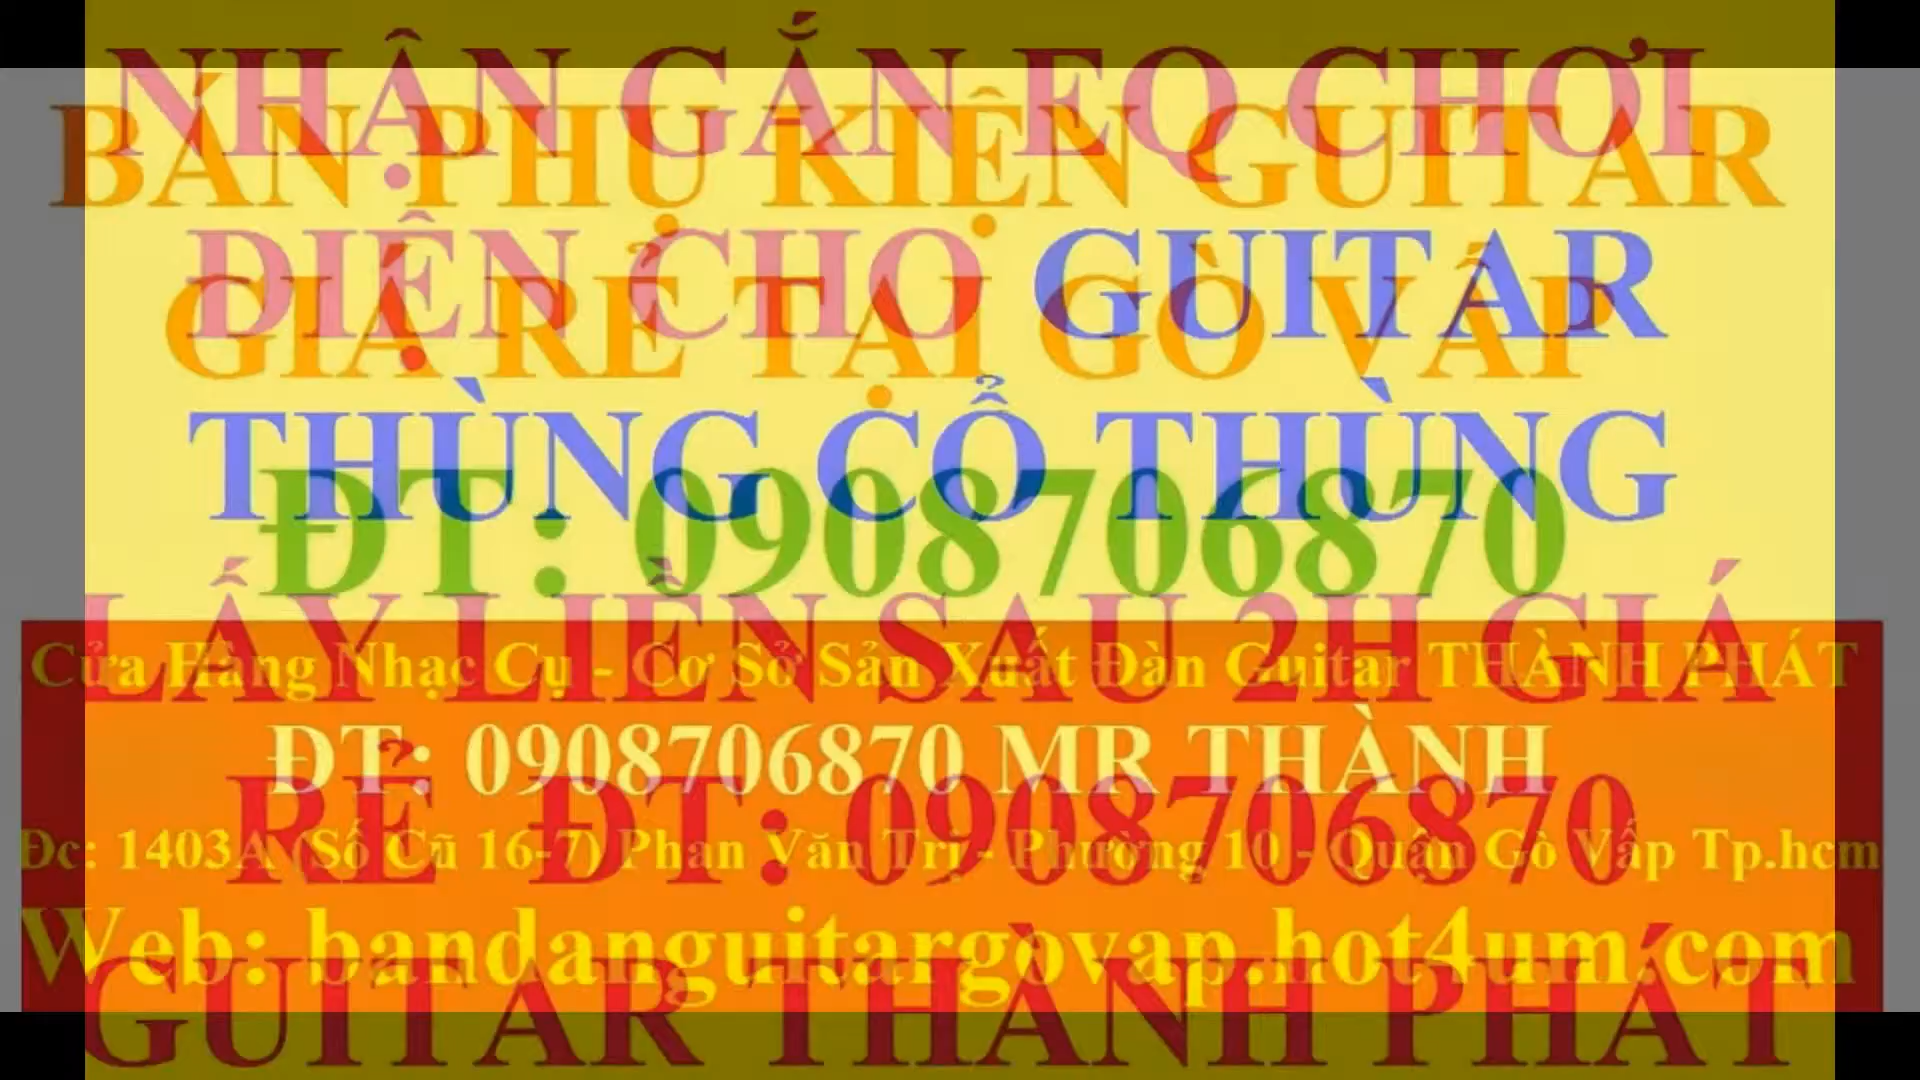 NHẬN GẮN EQ CHƠI
BÁN PHỤ KIỆN GUITAR
ĐIỆN CHO GUITAR
GIÁ RẺ TẠI GÒ VẤP
THÙNG CỔ THÙNG
ĐT: 0908706870
LẤY LIỀN SAU 2H GIÁ
Cửa Hàng Nhạc Cụ - Cơ Sở Sản Xuất Đàn Guitar THÀNH PHÁT
ĐT: 0908706870 MR THÀNH
RẺ ĐT: 0908706870
Đc: 1403A (Số Cũ 16-7) Phan Văn Trị - Phường 10 - Quận Gò Vấp Tp.hcm
Web: bandanguitargovap.hot4um.com
GUITAR THÀNH PHÁT